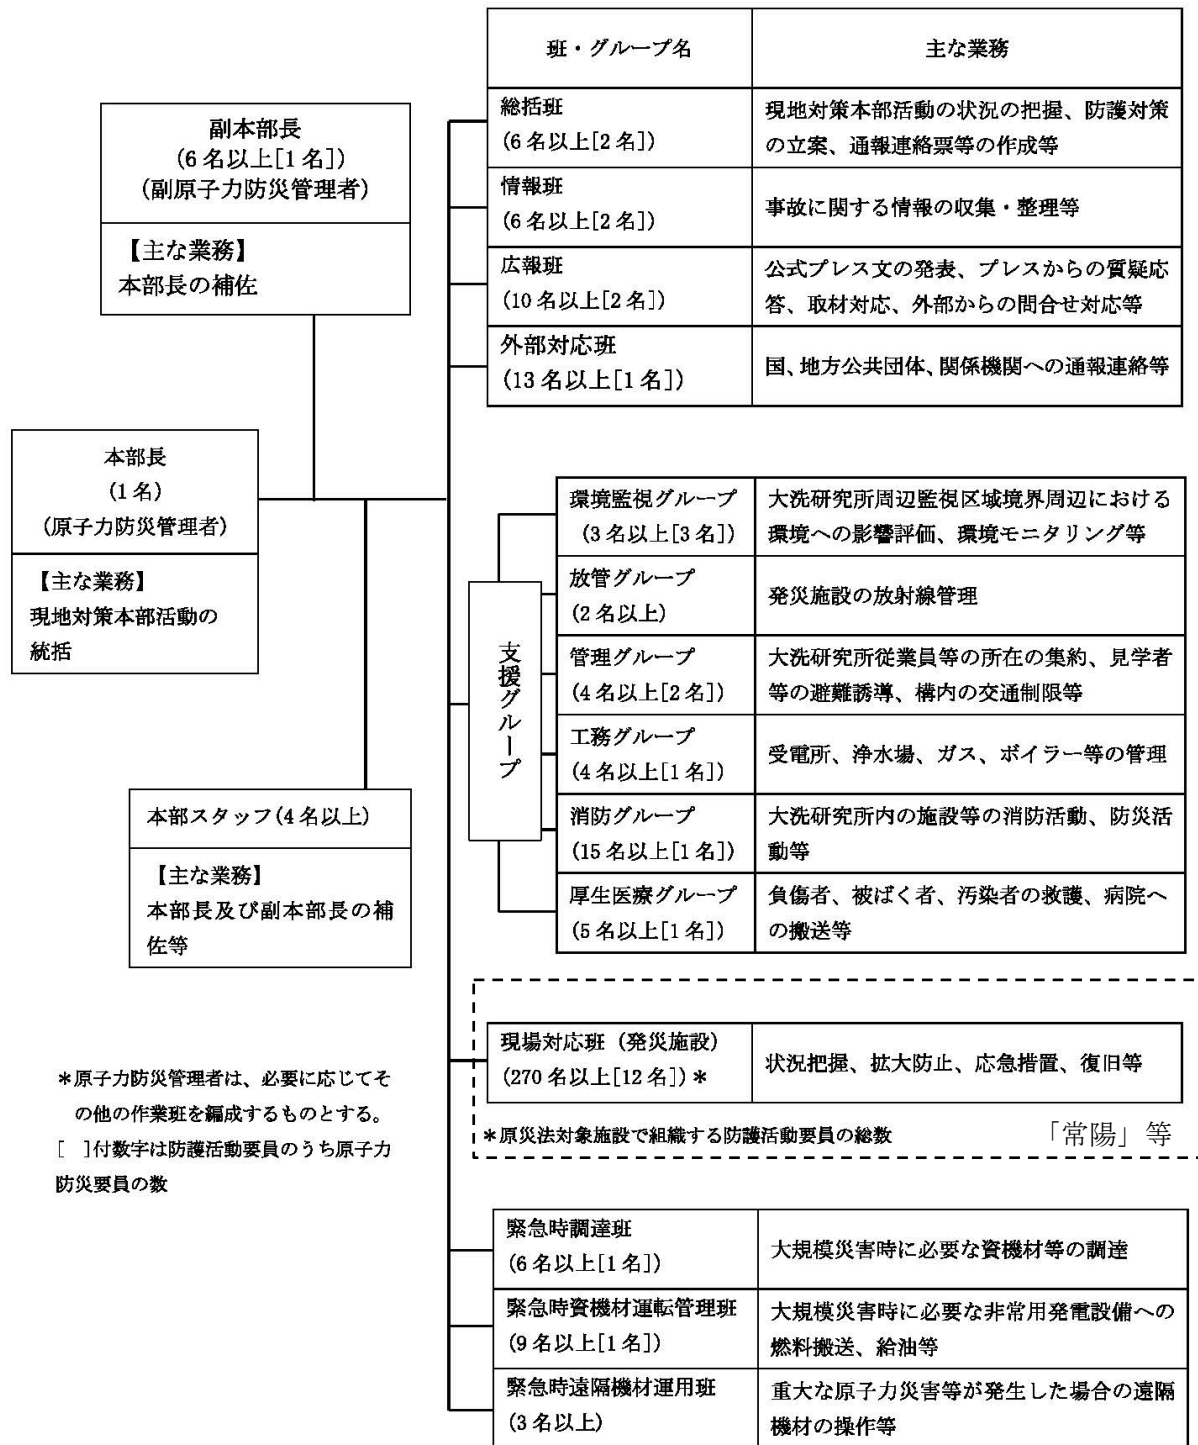 班・グループ名
主な業務
総括班
(6名以上[2名])
現地対策本部活動の状況の把握、防護対策
の立案、通報連絡票等の作成等
情報班
(6名以上[2名])
事故に関する情報の収集・整理等
広報班
(10名以上[2名])
公式プレス文の発表、プレスからの質疑応
答、取材対応、外部からの問合せ対応等
外部対応班
(13名以上[1名])
国、地方公共団体、関係機関への通報連絡等
副本部長
(6名以上[1名])
(副原子力防災管理者)
【主な業務】
本部長の補佐
本部長
(1名)
(原子力防災管理者)
【主な業務】
現地対策本部活動の
統括
本部スタッフ(4名以上)
【主な業務】
本部長及び副本部長の補
佐等
支援グループ
環境監視グループ
(3名以上[3名])
大洗研究所周辺監視区域境界周辺における
環境への影響評価、環境モニタリング等
放管グループ
(2名以上)
発災施設の放射線管理
管理グループ
(4名以上[2名])
大洗研究所従業員等の所在の集約、見学者
等の避難誘導、構内の交通制限等
工務グループ
(4名以上[1名])
受電所、浄水場、ガス、ボイラー等の管理
消防グループ
(15名以上[1名])
大洗研究所内の施設等の消防活動、防災活
動等
厚生医療グループ
(5名以上[1名])
負傷者、被ばく者、汚染者の救護、病院へ
の搬送等
現場対応班（発災施設）
(270名以上[12名])＊
状況把握、拡大防止、応急措置、復旧等
＊原災法対象施設で組織する防護活動要員の総数
「常陽」等
＊原子力防災管理者は、必要に応じてそ
の他の作業班を編成するものとする。
[　]付数字は防護活動要員のうち原子力
防災要員の数
緊急時調達班
(6名以上[1名])
大規模災害時に必要な資機材等の調達
緊急時資機材運転管理班
(9名以上[1名])
大規模災害時に必要な非常用発電設備への
燃料搬送、給油等
緊急時遠隔機材運用班
(3名以上)
重大な原子力災害等が発生した場合の遠隔
機材の操作等